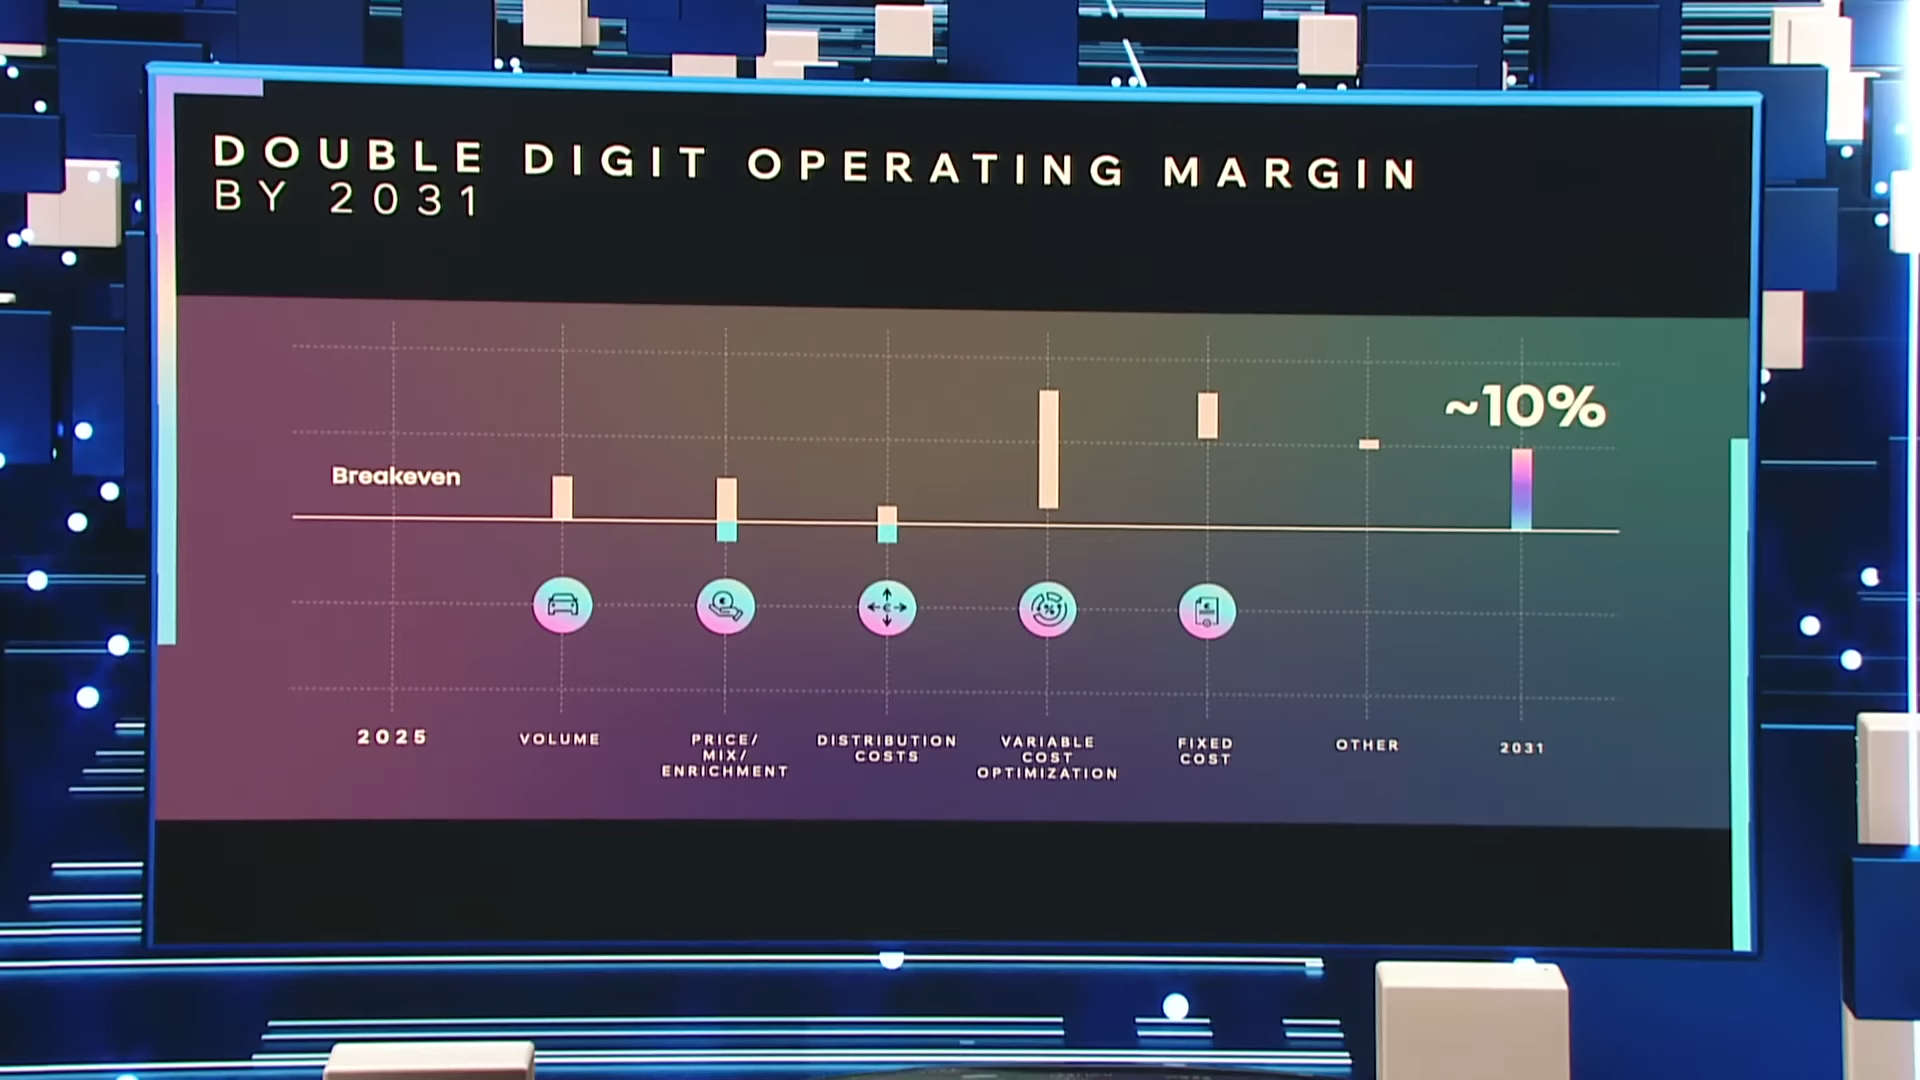 DOUBLE DIGIT OPERATING MARGIN
BY 2031
~10%
Breakeven
2025
VOLUME
PRICE/
MIX/
ENRICHMENT
DISTRIBUTION
COSTS
VARIABLE
COST
OPTIMIZATION
FIXED
COST
OTHER
2031